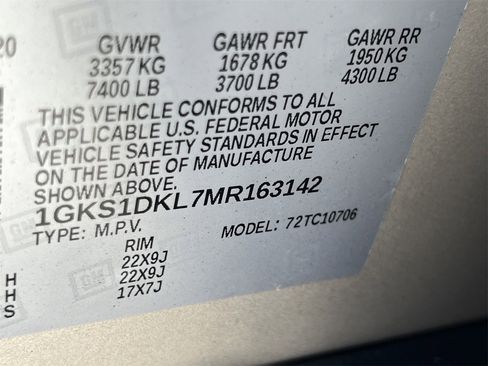 20 GVWR GAWR FRT GAWR RR
3357 KG 1678 KG 1950 KG
7400 LB 3700 LB 4300 LB
THIS VEHICLE CONFORMS TO ALL
APPLICABLE U.S. FEDERAL MOTOR
VEHICLE SAFETY STANDARDS IN EFFECT
ON THE DATE OF MANUFACTURE
SHOWN ABOVE.
1GKS1DKL7MR163142
TYPE: M.P.V. MODEL: 72TC10706
RIM
H 22X9J
H 22X9J
S 17X7J